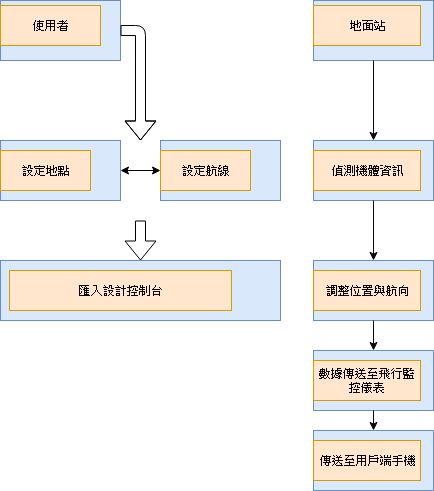 使用者
地面站
設定地點
設定航線
偵測機體資訊
匯入設計控制台
調整位置與航向
數據傳送至飛行監
控儀表
傳送至用戶端手機